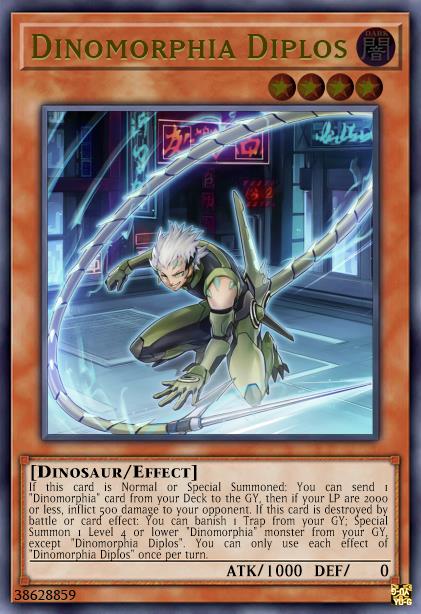 DINOMORPHIA DIPLOS
DARK
闇
[DINOSAUR/EFFECT]
If this card is Normal or Special Summoned: You can send 1
"Dinomorphia" card from your Deck to the GY, then if your LP are 2000
or less, inflict 500 damage to your opponent. If this card is destroyed by
battle or card effect: You can banish 1 Trap from your GY; Special
Summon 1 Level 4 or lower "Dinomorphia" monster from your GY,
except "Dinomorphia Diplos". You can only use each effect of
"Dinomorphia Diplos" once per turn.
ATK/1000 DEF/ 0
38628859